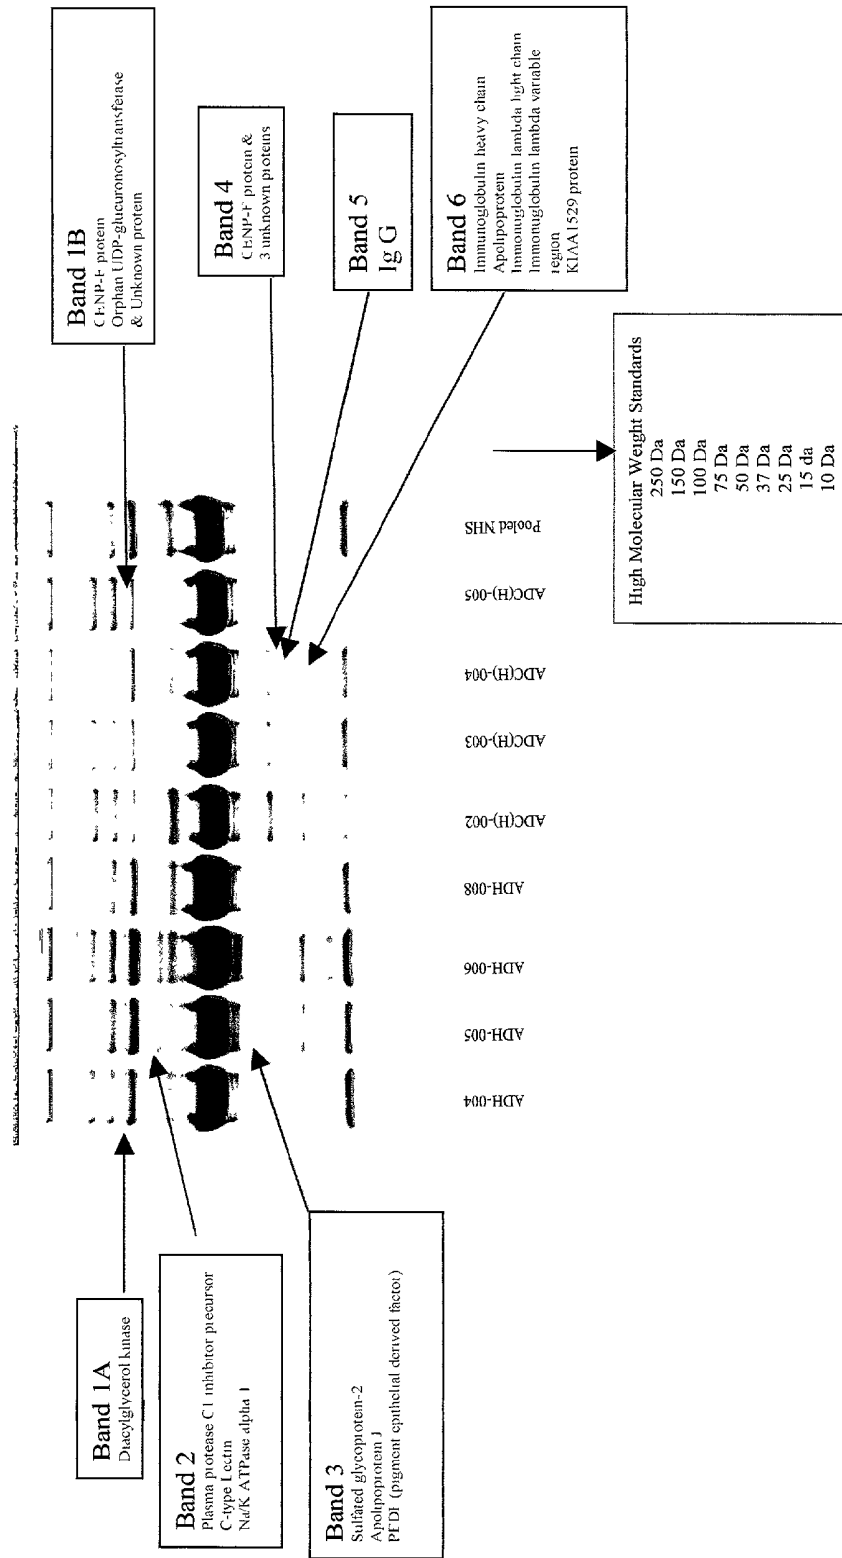 Band 1A
Diacylglycerol kinase
Band 2
Plasma protease C1 inhibitor precursor
C-type Lectin
Na/K ATPase alpha 1
Band 3
Sulfated glycoprotein-2
Apolipoprotein J
PEDF (pigment epithelial derived factor)
Band 1B
CENP-F protein
Orphan UDP-glucuronosyltransferase
& Unknown protein
Band 4
CENP-F protein &
3 unknown proteins
Band 5
Ig G
Band 6
Immunoglobulin heavy chain
Apolipoprotein
Immonuglobulin lambda light chain
Immonuglobulin lambda variable
region
KIAA1529 protein
ADH-004
ADH-005
ADH-006
ADH-008
ADC(H)-002
ADC(H)-003
ADC(H)-004
ADC(H)-005
Pooled NHS
High Molecular Weight Standards
250 Da
150 Da
100 Da
75 Da
50 Da
37 Da
25 Da
15 da
10 Da